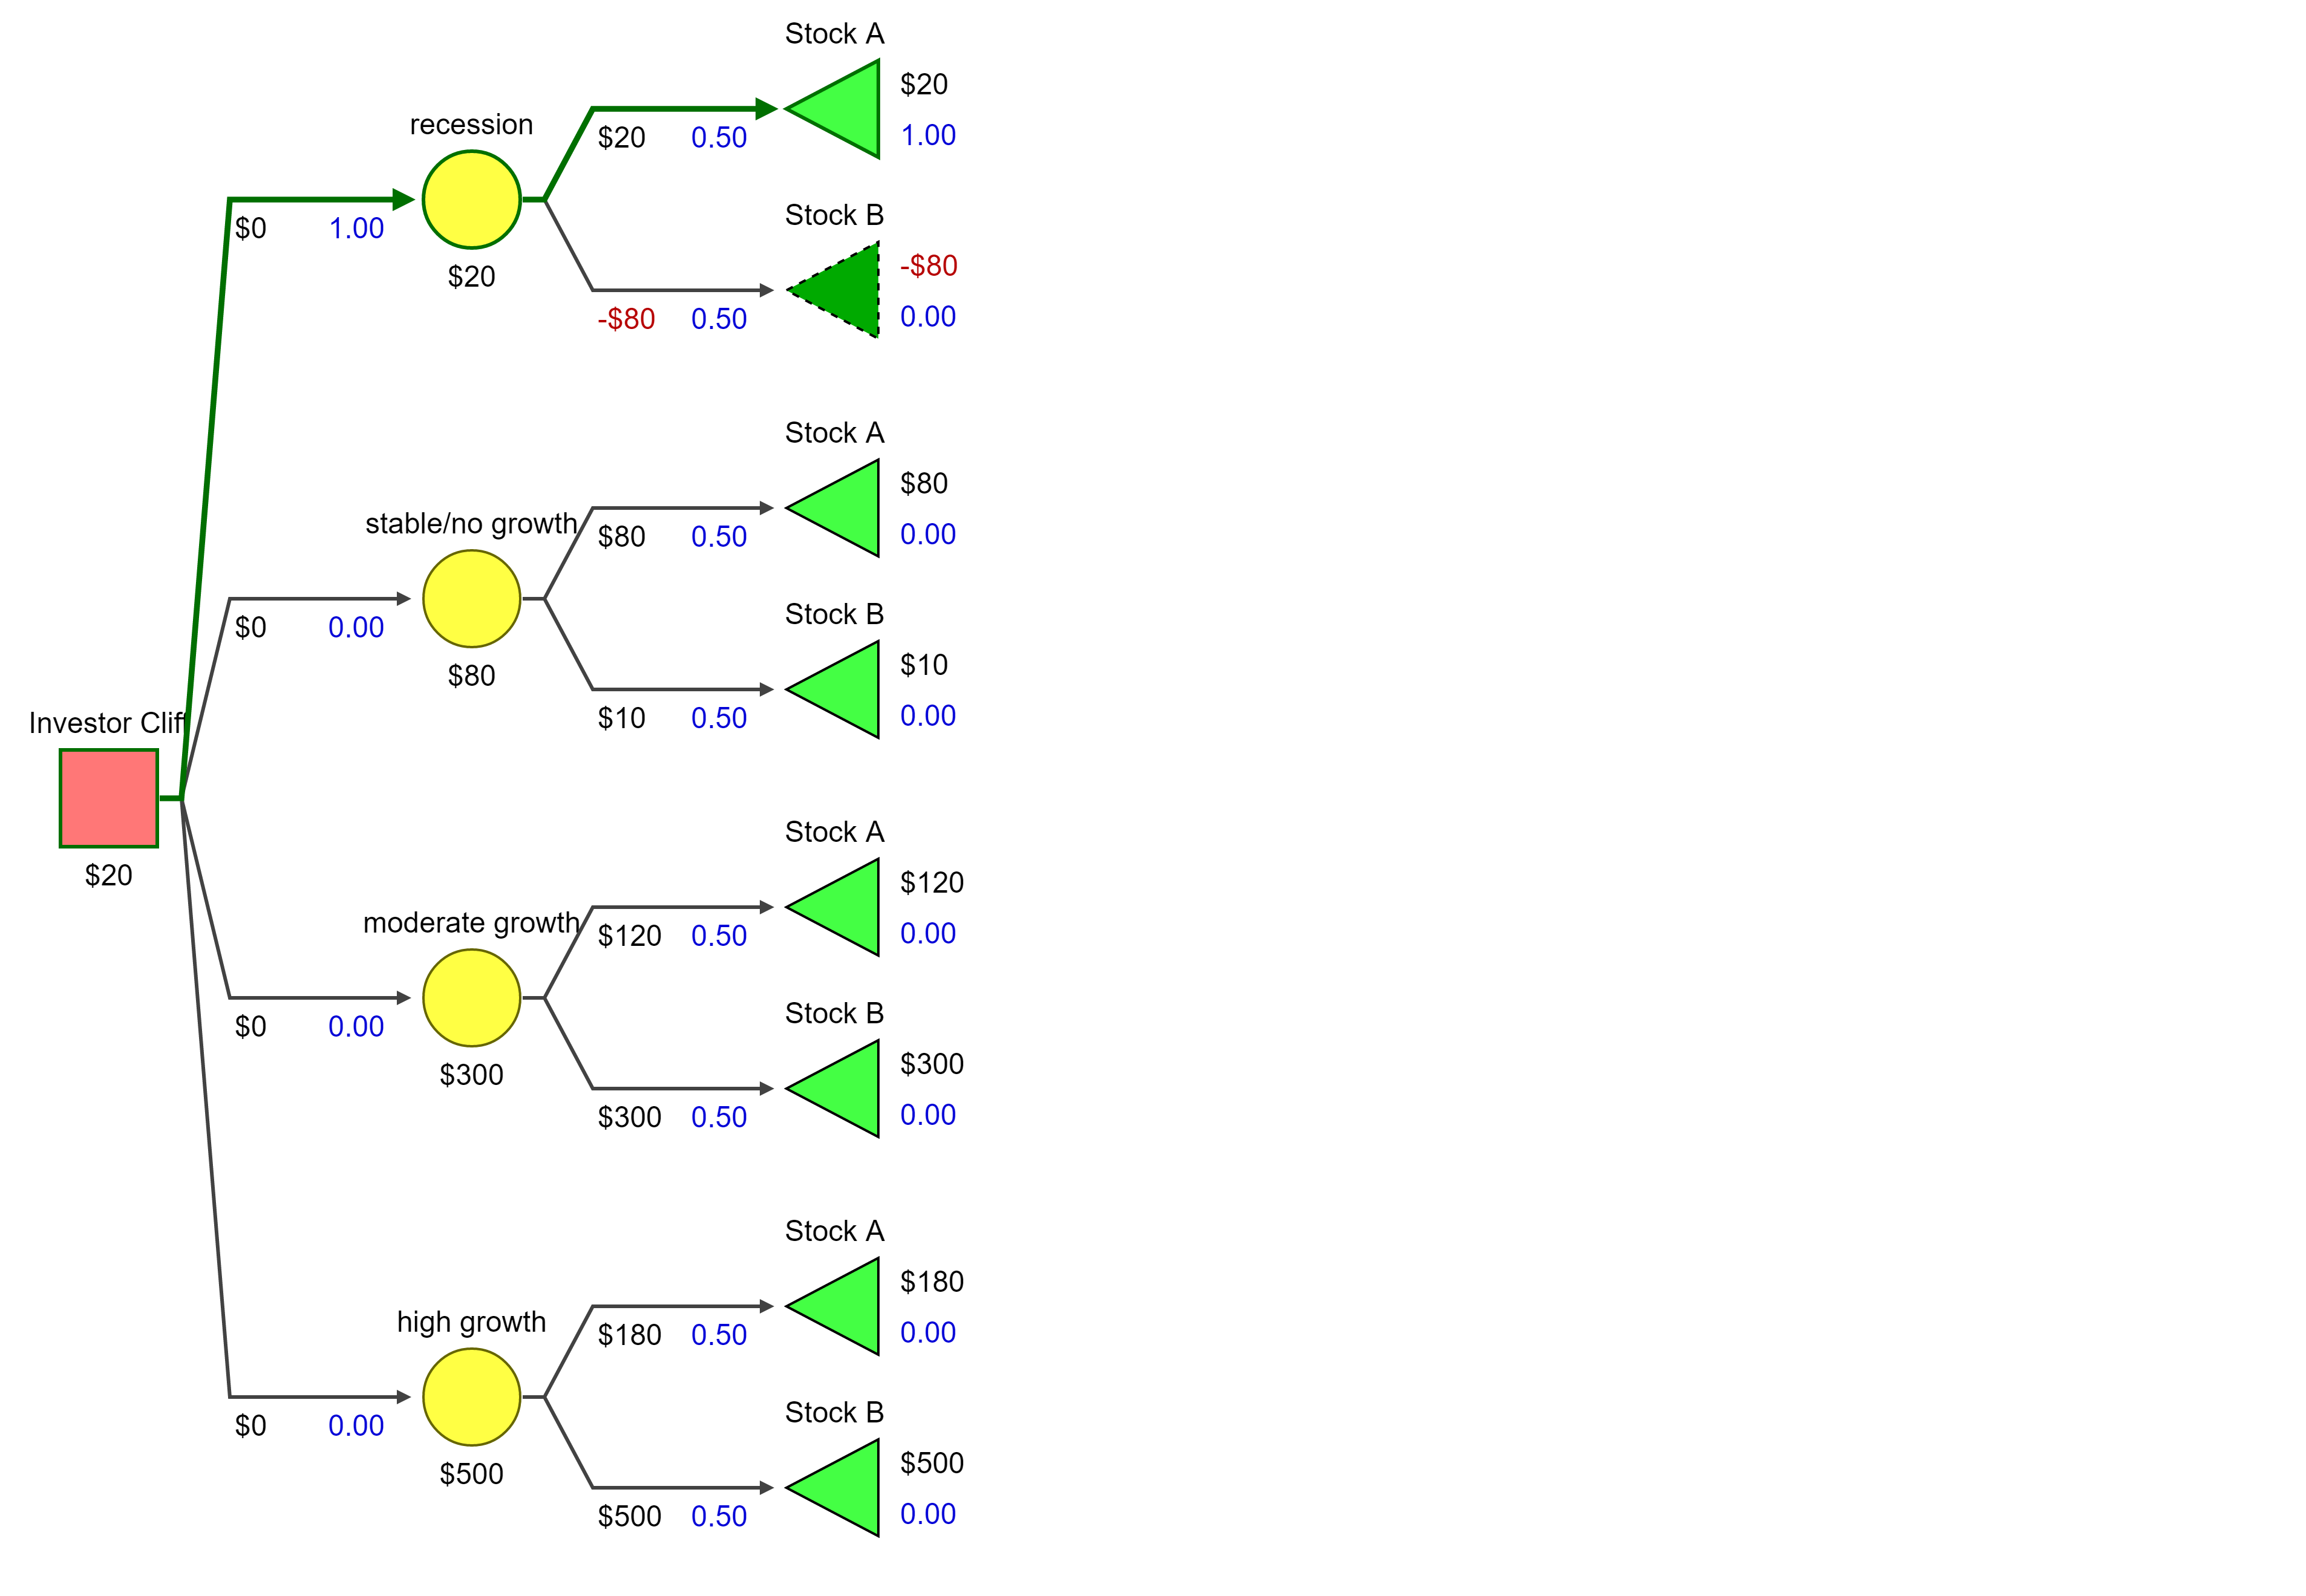 Stock A
$20
1.00
recession
$20 0.50
$0 1.00
$20
Stock B
-$80
0.00
-$80 0.50
Stock A
$80
0.00
stable/no growth
$80 0.50
$0 0.00
$80
Stock B
$10
0.00
$10 0.50
Investor Cliff
$20
Stock A
$120
0.00
moderate growth
$120 0.50
$0 0.00
$300
Stock B
$300
0.00
$300 0.50
Stock A
$180
0.00
high growth
$180 0.50
$0 0.00
$500
Stock B
$500
0.00
$500 0.50